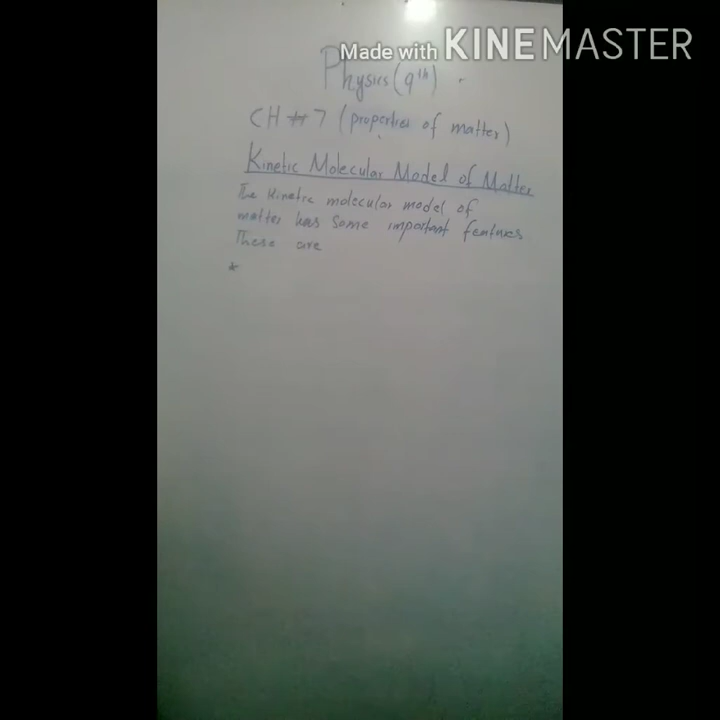 Made with KINEMASTER
Physics (9th)
CH # 7 (properties of matter)
Kinetic Molecular Model of Matter
The Kinetic molecular model of
matter has some important features
These are
*